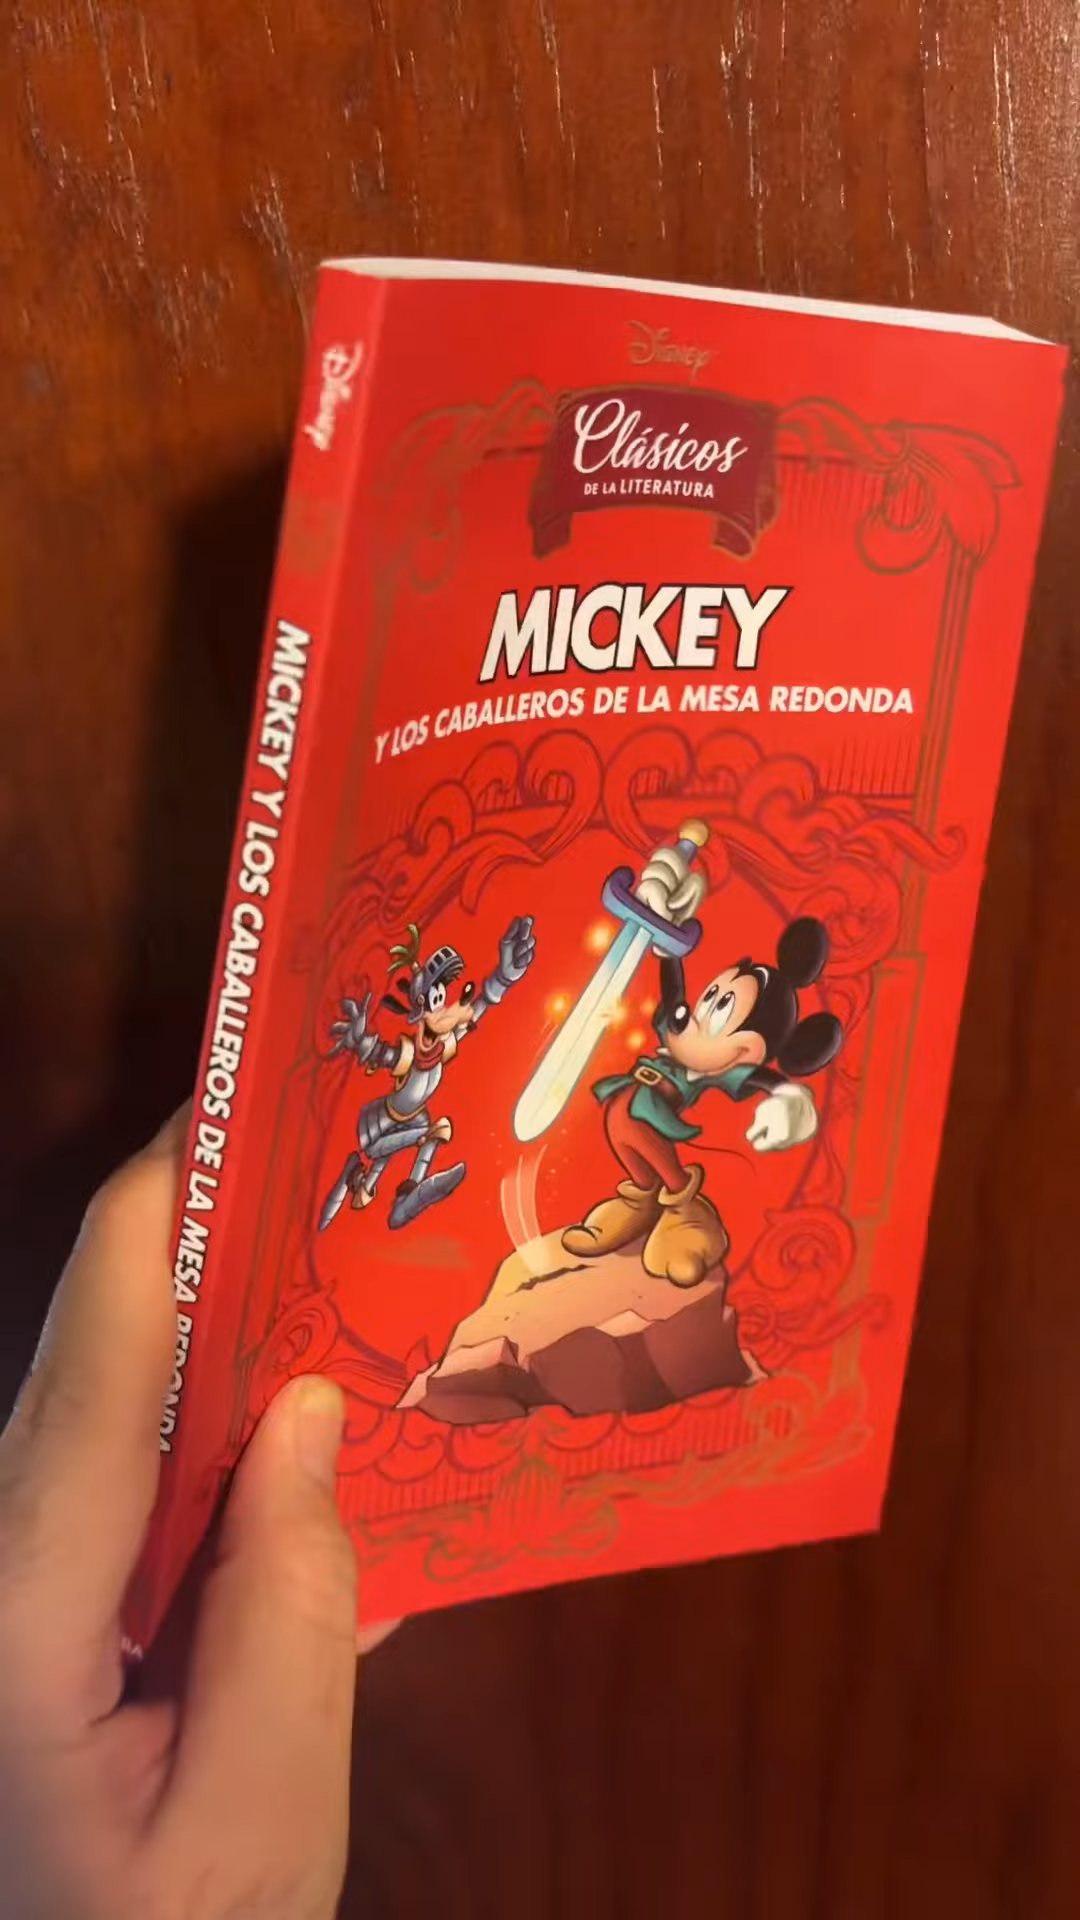 Disney
Clásicos
DE LA LITERATURA
MICKEY
Y LOS CABALLEROS DE LA MESA REDONDA
Disney
MICKEY Y LOS CABALLEROS DE LA MESA REDONDA